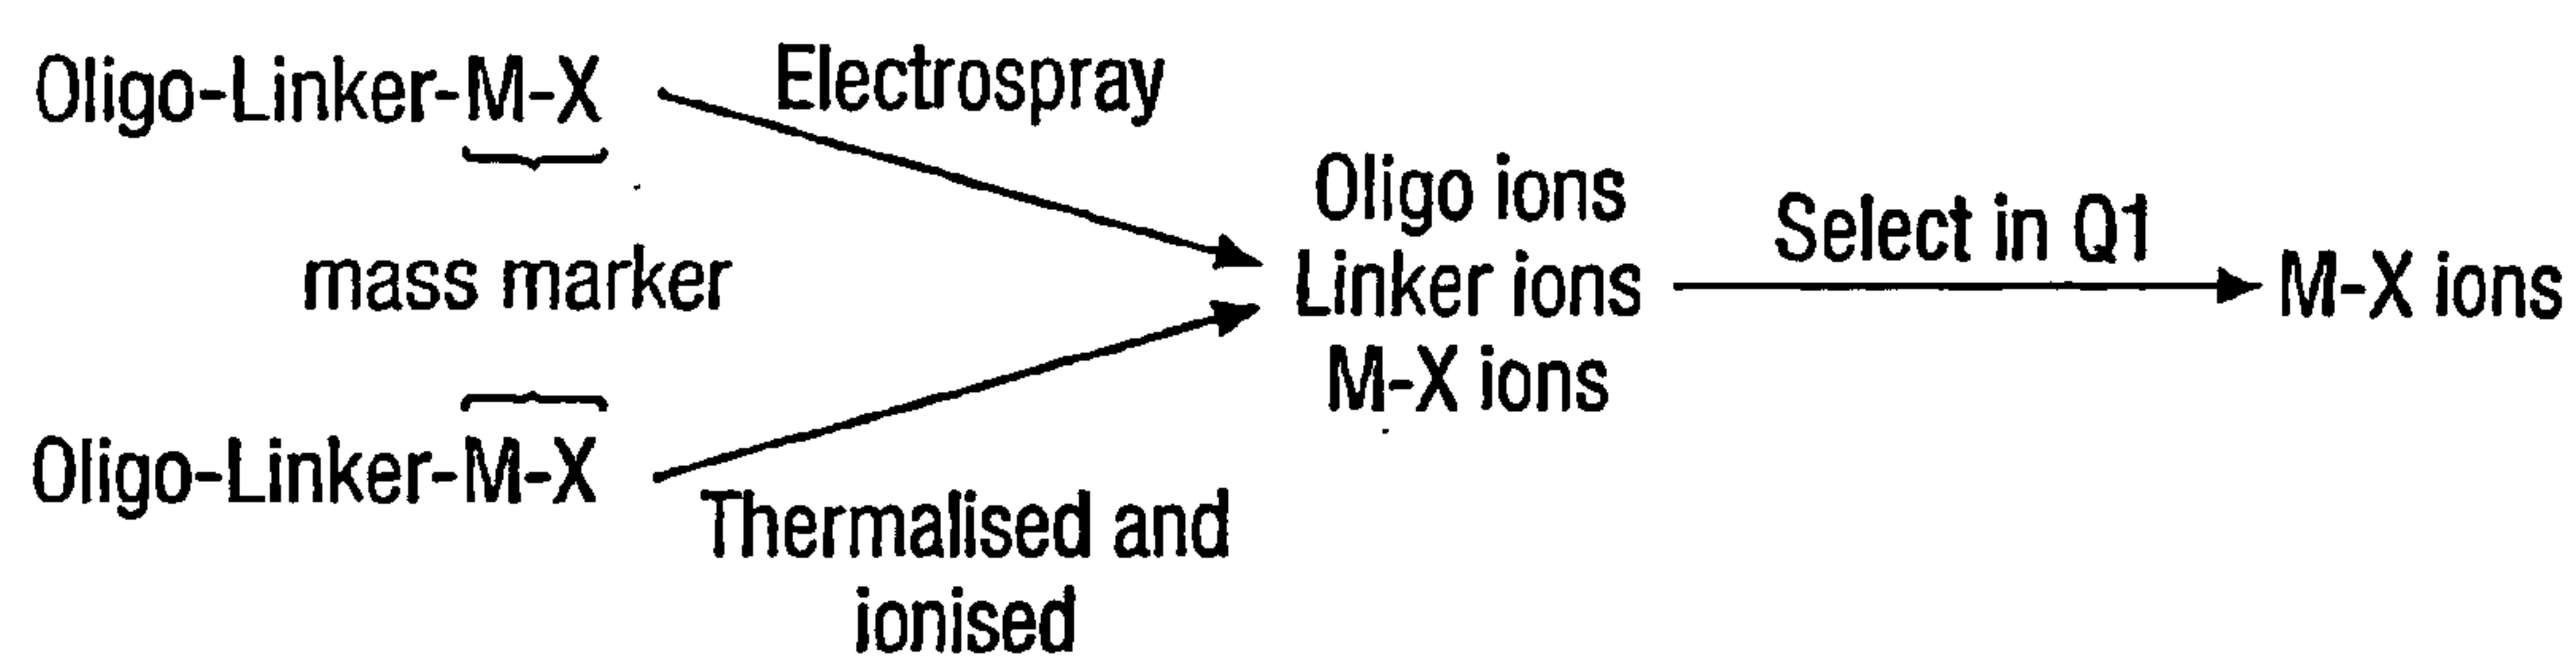 Oligo-Linker-M-X
Electrospray
mass marker
Oligo-Linker-M-X
Thermalised and
ionised
Oligo ions
Linker ions
M-X ions
Select in Q1
M-X ions